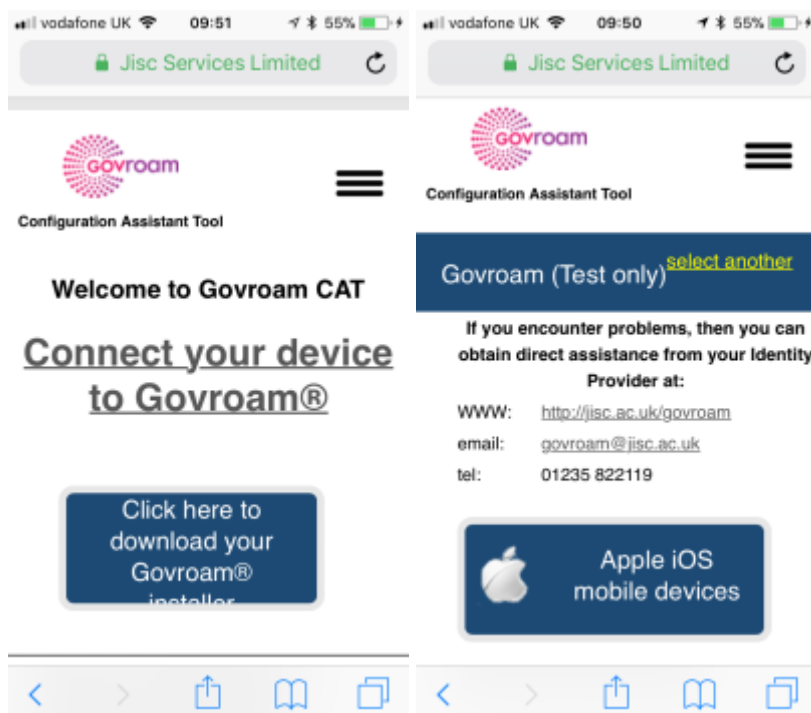 vodafone UK 09:51 55%
Jisc Services Limited
Govroam
Configuration Assistant Tool
Welcome to Govroam CAT
Connect your device
to Govroam®
Click here to
download your
Govroam®
installer
vodafone UK 09:50 55%
Jisc Services Limited
Govroam
Configuration Assistant Tool
Govroam (Test only) select another
If you encounter problems, then you can
obtain direct assistance from your Identity
Provider at:
WWW: http://jisc.ac.uk/govroam
email: govroam@jisc.ac.uk
tel: 01235 822119
Apple iOS
mobile devices